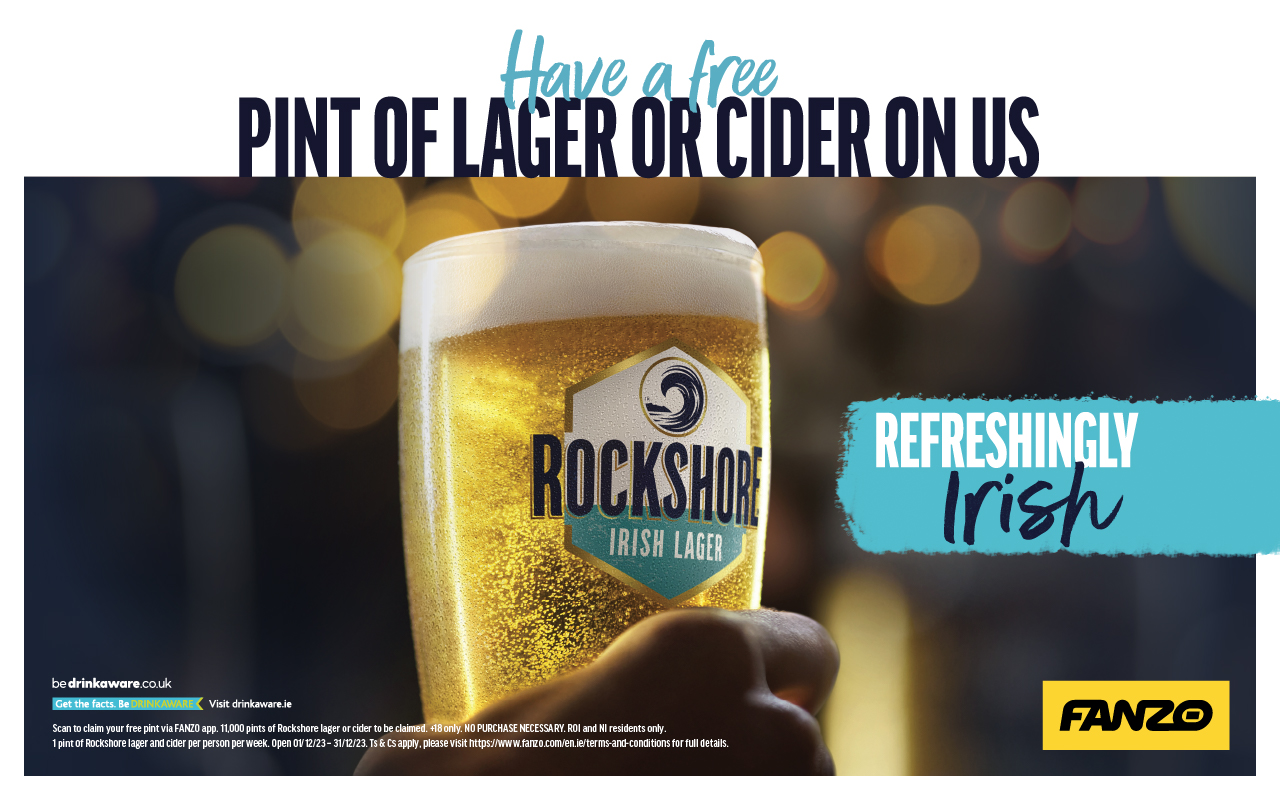 Have a free
PINT OF LAGER OR CIDER ON US
ROCKSHORE
IRISH LAGER
REFRESHINGLY
Irish
bedrinkaware.co.uk
Get the facts. Be DRINKAWARE Visit drinkaware.ie
Scan to claim your free pint via FANZO app. 11,000 pints of Rockshore lager or cider to be claimed. +18 only. NO PURCHASE NECESSARY. ROI and NI residents only.
1 pint of Rockshore lager and cider per person per week. Open 01/12/23 – 31/12/23. Ts & Cs apply, please visit https://www.fanzo.com/en.ie/terms-and-conditions for full details.
FANZO